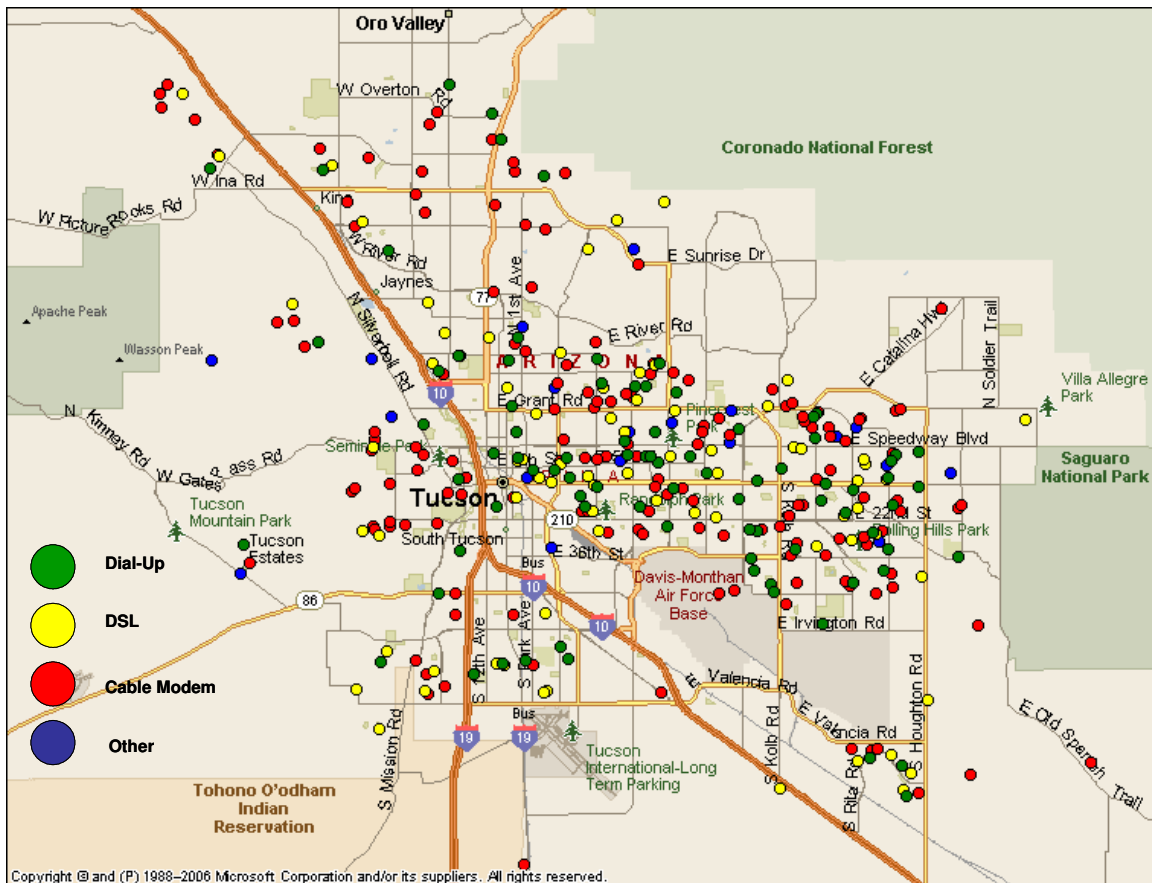 Oro Valley
W Overton Rd
Coronado National Forest
W Ina Rd
King
W Picture Rocks Rd
W River Rd
E Sunrise Dr
Jaynes
N 1st Ave
77
Apache Peak
N Silverbell Rd
E River Rd
E Catalina Hwy
N Soldier Trail
Wasson Peak
ARIZONA
Villa Allegre
Park
10
E Grant Rd
N Kinney Rd
Pinecrest
Park
E Speedway Blvd
Seminole Park
W Gates Pass Rd
Saguaro
National Park
Tucson
Randolph Park
S Kolb Rd
Tucson
Mountain Park
210
E 22nd St
Rolling Hills Park
South Tucson
E 36th St
Tucson
Estates
Dial-Up
Bus
10
Davis-Monthan
Air Force
Base
86
DSL
10
E Irvington Rd
S 12th Ave
S Park Ave
Cable Modem
E Valencia Rd
S Houghton Rd
Bus
E Valencia Rd
E Old Spanish Trail
Other
19
19
S Mission Rd
S Kolb Rd
Tucson
International-Long
Term Parking
S Rita Rd
Tohono O'odham
Indian
Reservation
Copyright © and (P) 1988–2006 Microsoft Corporation and/or its suppliers. All rights reserved.